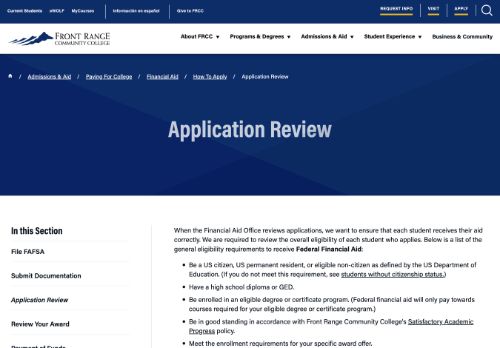 Current Students eWOLF MyCourses Información en español Give to FRCC REQUEST INFO VISIT APPLY
FRONT RANGE
COMMUNITY COLLEGE
About FRCC Programs & Degrees Admissions & Aid Student Experience Business & Community
/ Admissions & Aid / Paying For College / Financial Aid / How To Apply / Application Review
Application Review
In this Section
File FAFSA
Submit Documentation
Application Review
Review Your Award
Payment of Funds
When the Financial Aid Office reviews applications, we want to ensure that each student receives their aid
correctly. We are required to review the overall eligibility of each student who applies. Below is a list of the
general eligibility requirements to receive Federal Financial Aid:
• Be a US citizen, US permanent resident, or eligible non-citizen as defined by the US Department of
Education. (If you do not meet this requirement, see students without citizenship status.)
• Have a high school diploma or GED.
• Be enrolled in an eligible degree or certificate program. (Federal financial aid will only pay towards
courses required for your eligible degree or certificate program.)
• Be in good standing in accordance with Front Range Community College's Satisfactory Academic
Progress policy.
• Meet the enrollment requirements for your specific award offer.